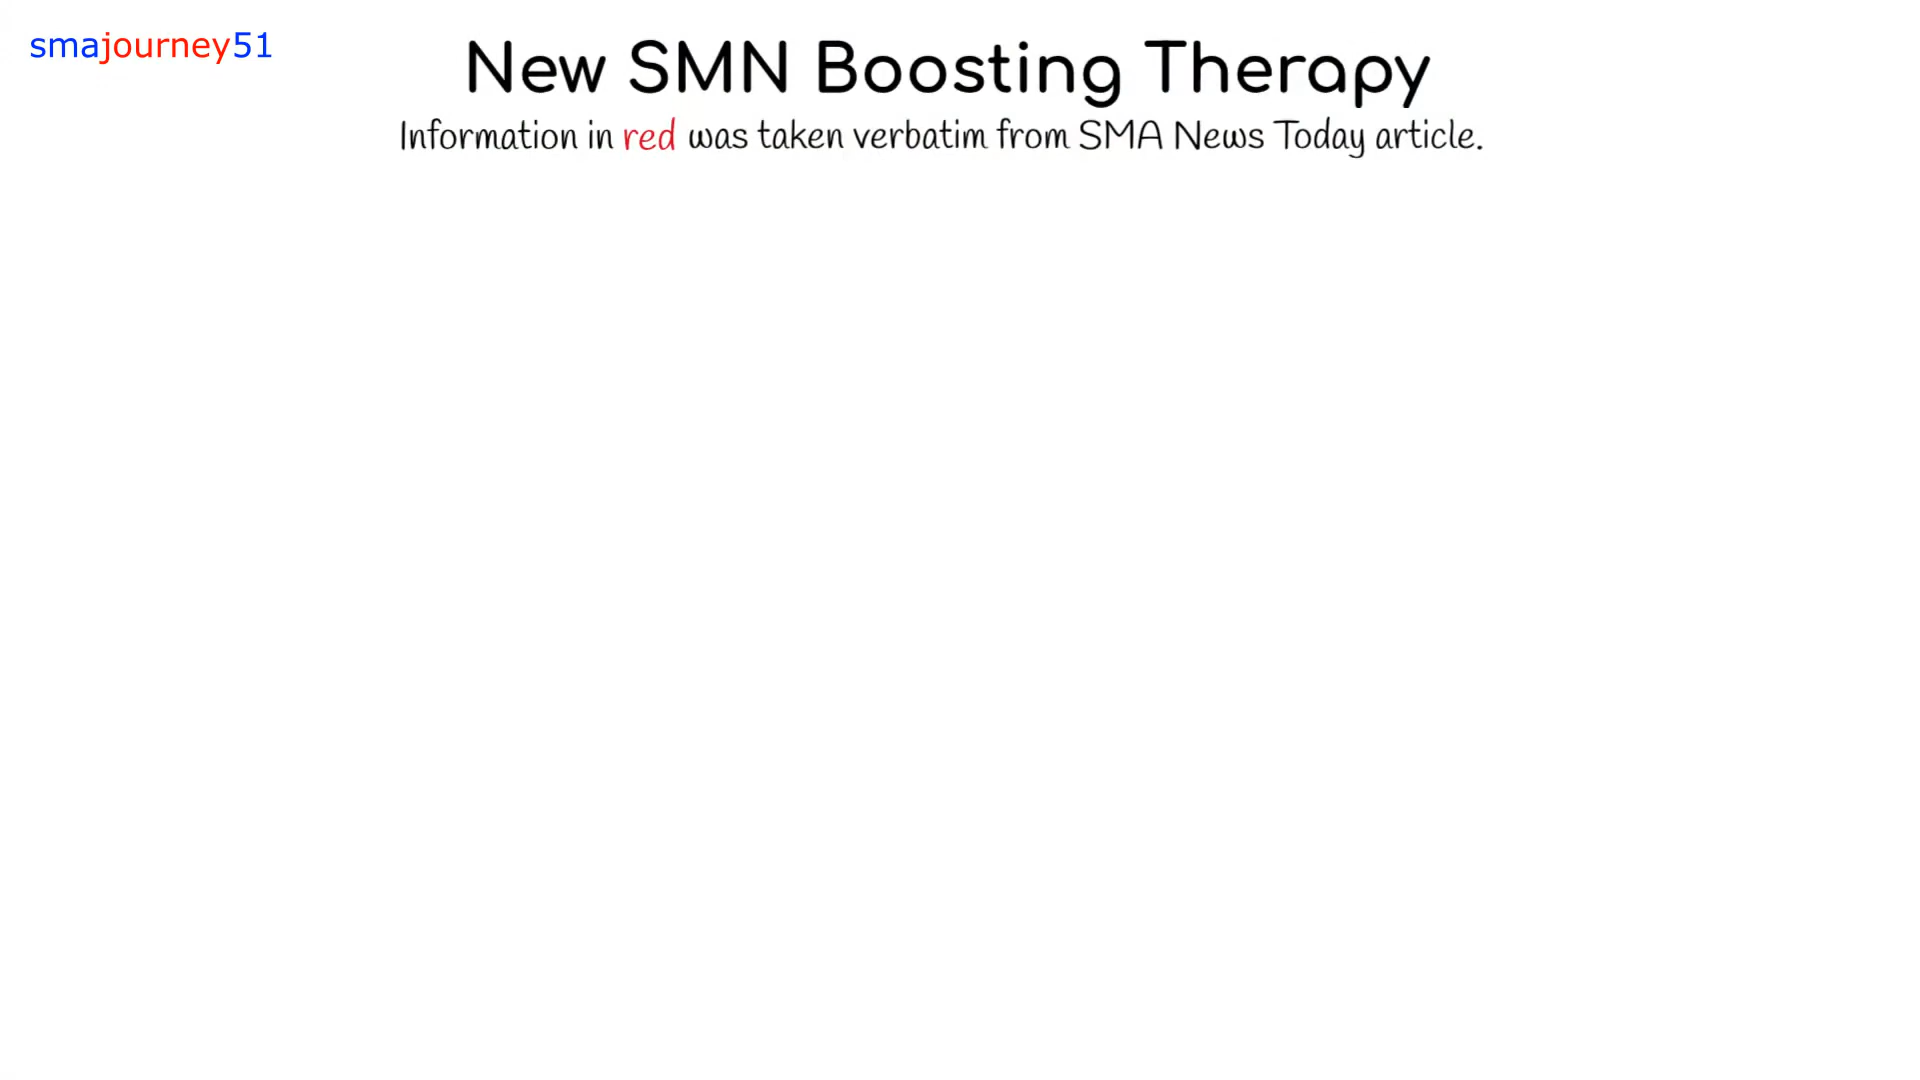 smajourney51
New SMN Boosting Therapy
Information in red was taken verbatim from SMA News Today article.